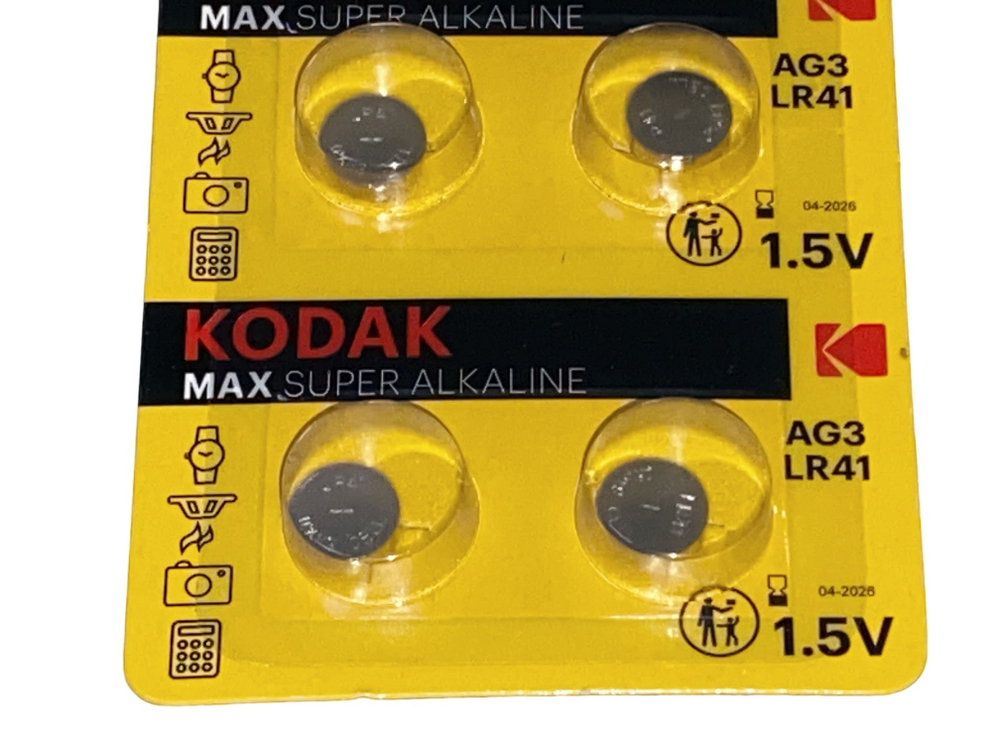 MAX SUPER ALKALINE
AG3
LR41
04-2026
1.5V
KODAK
MAX SUPER ALKALINE
AG3
LR41
04-2026
1.5V